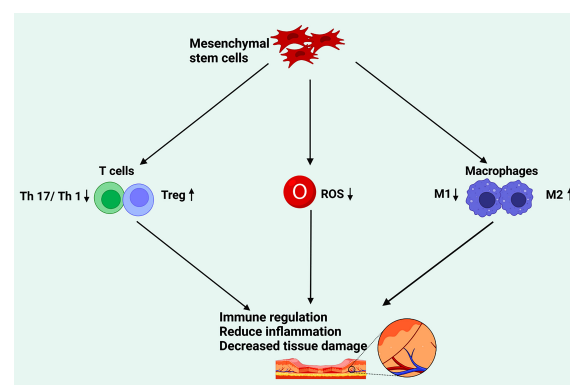 Mesenchymal
stem cells
T cells
Th 17/ Th 1↓
Treg ↑
O
ROS ↓
Macrophages
M1↓
M2 ↑
Immune regulation
Reduce inflammation
Decreased tissue damage